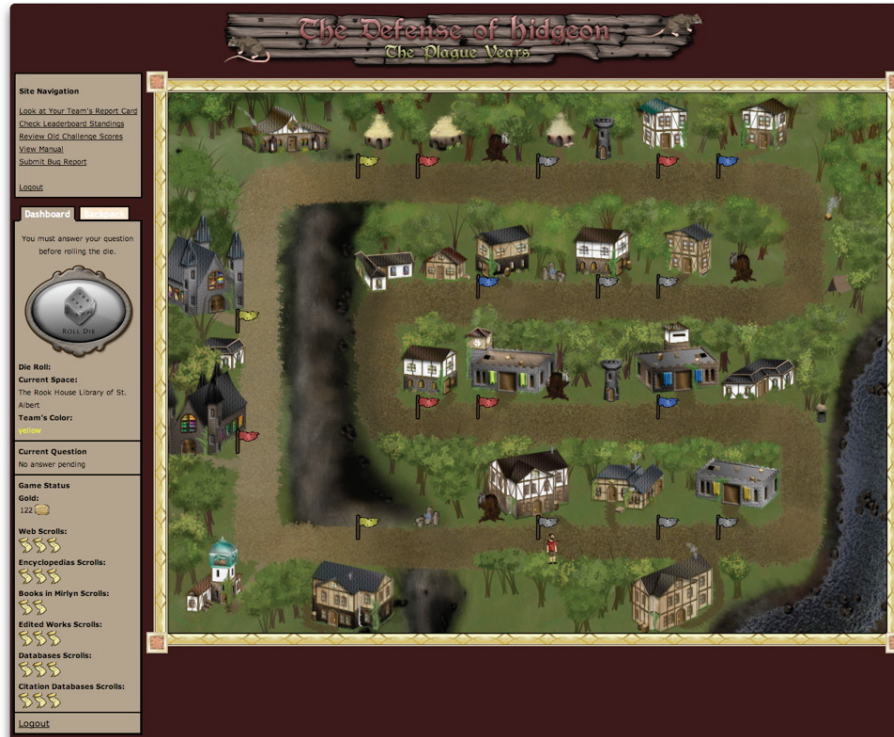 The Defense of Hidgeon
The Plague Years
Site Navigation
Look at Your Team's Report Card
Check Leaderboard Standings
Review Old Challenge Scores
View Manual
Submit Bug Report
Logout
Dashboard Backpack
You must answer your question
before rolling the die.
ROLL DIE
Die Roll:
Current Space:
The Rook House Library of St.
Albert
Team's Color:
yellow
Current Question
No answer pending
Game Status
Gold:
122
Web Scrolls:
Encyclopedias Scrolls:
Books in Mirlyn Scrolls:
Edited Works Scrolls:
Databases Scrolls:
Citation Databases Scrolls:
Logout